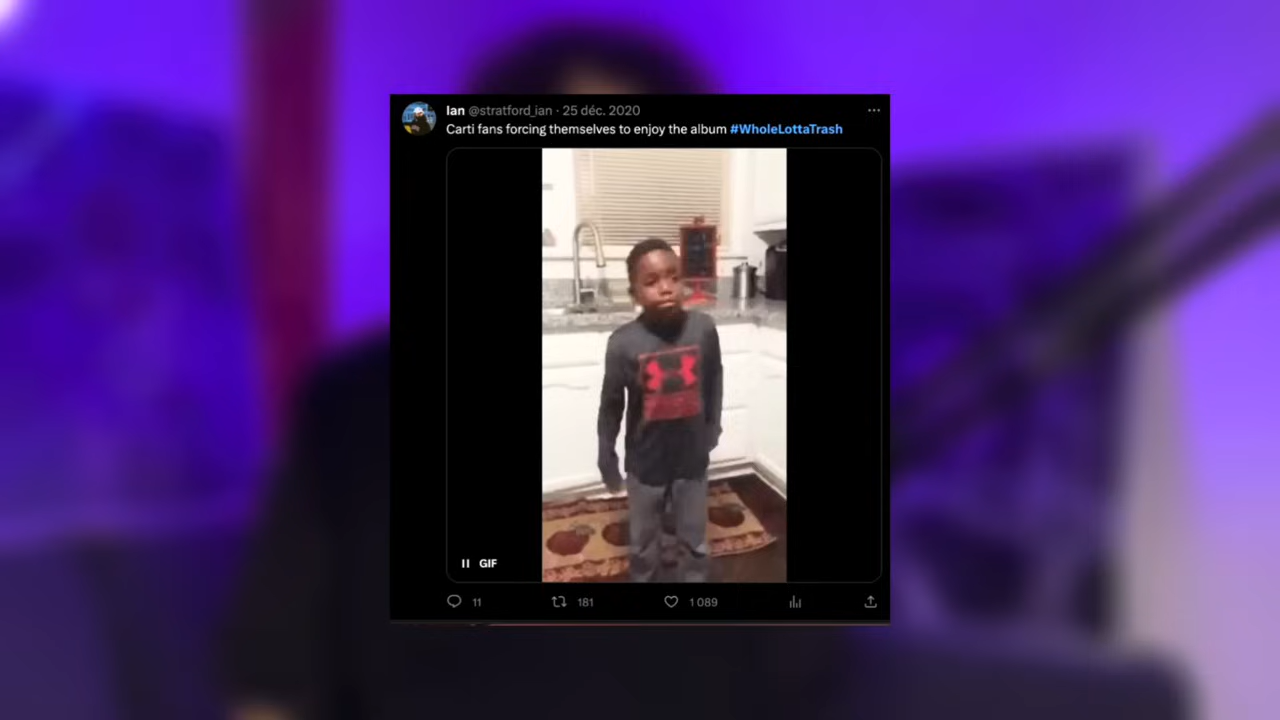 Ian @stratford_ian · 25 déc. 2020
Carti fans forcing themselves to enjoy the album #WholeLottaTrash
GIF
11 181 1 089